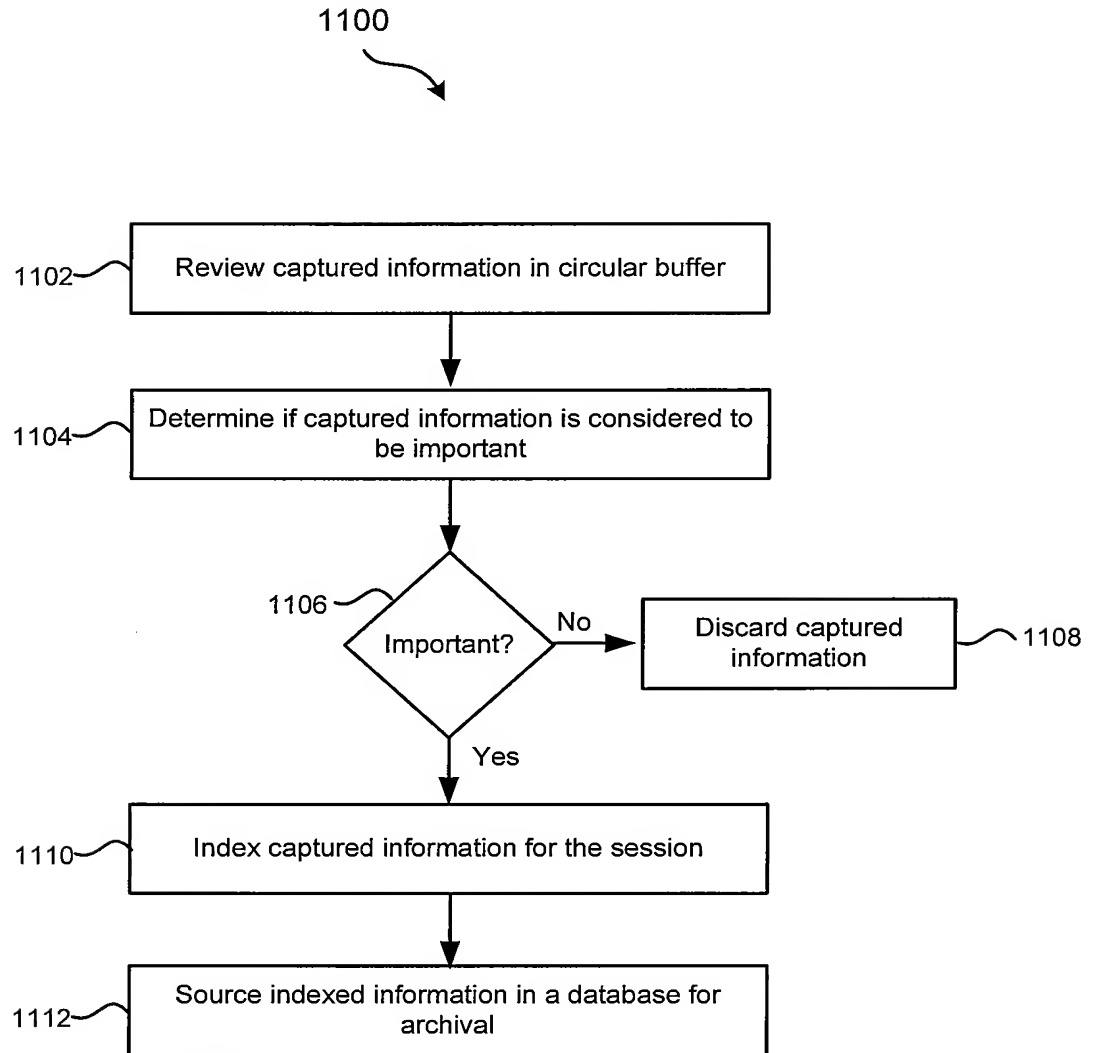 1100
1102
Review captured information in circular buffer
1104
Determine if captured information is considered to
be important
1106
Important?
No
Discard captured
information
1108
Yes
1110
Index captured information for the session
1112
Source indexed information in a database for
archival